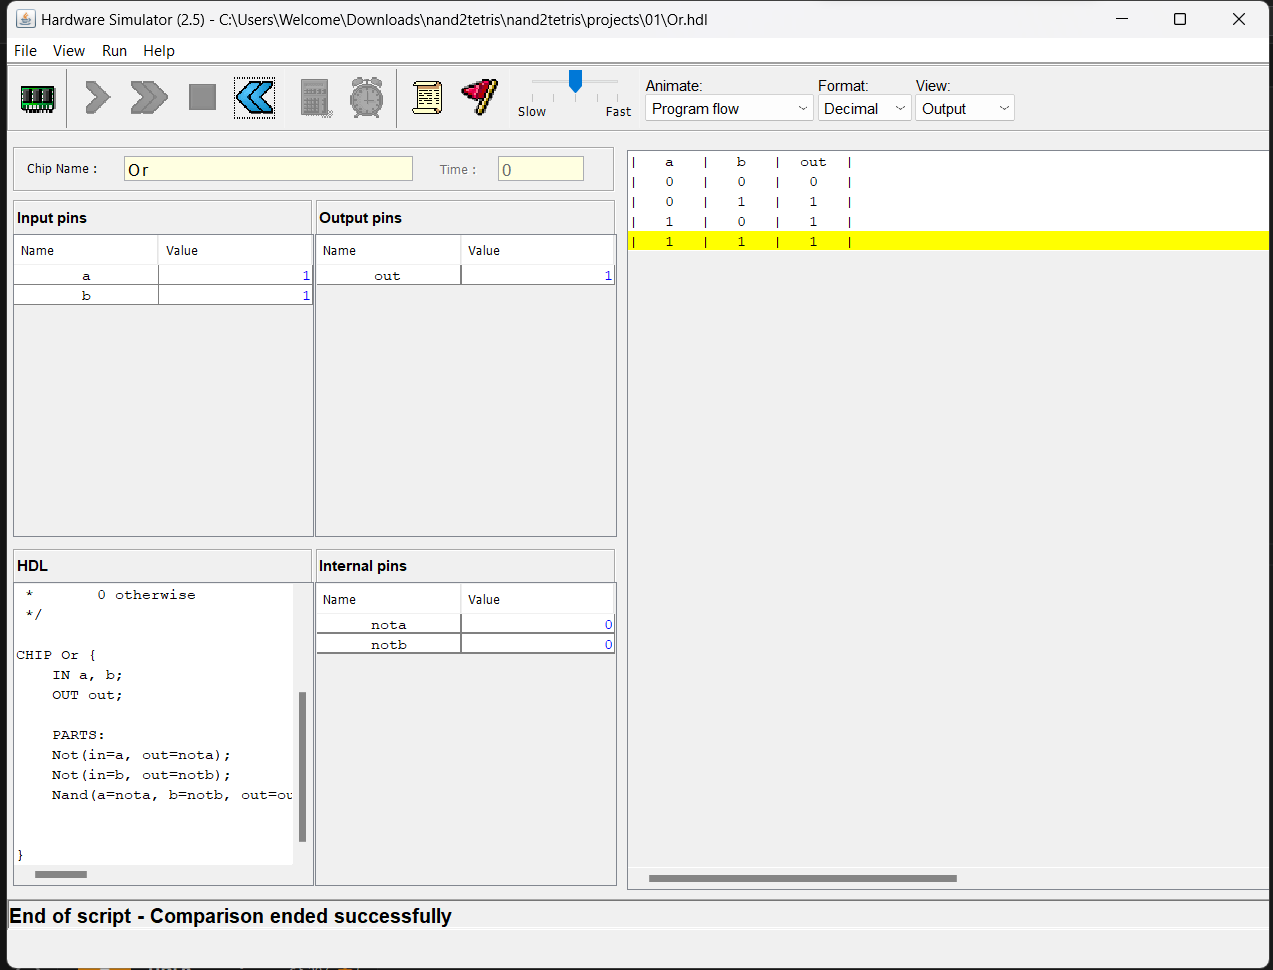 Hardware Simulator (2.5) - C:\Users\Welcome\Downloads\nand2tetris\nand2tetris\projects\01\Or.hdl
File View Run Help
Slow Fast
Animate:
Program flow
Format:
Decimal
View:
Output
Chip Name : Or Time : 0
Input pins
Name Value
a 1
b 1
Output pins
Name Value
out 1
HDL
* 0 otherwise
*/
CHIP Or {
IN a, b;
OUT out;
PARTS:
Not(in=a, out=nota);
Not(in=b, out=notb);
Nand(a=nota, b=notb, out=ou
}
Internal pins
Name Value
nota 0
notb 0
| a | b | out |
| 0 | 0 | 0 |
| 0 | 1 | 1 |
| 1 | 0 | 1 |
| 1 | 1 | 1 |
End of script - Comparison ended successfully